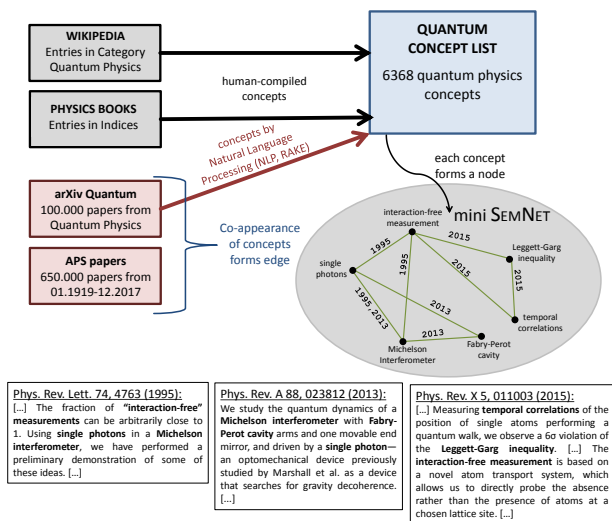 WIKIPEDIA
Entries in Category
Quantum Physics
PHYSICS BOOKS
Entries in Indices
human-compiled
concepts
QUANTUM
CONCEPT LIST
6368 quantum physics
concepts
concepts by
Natural Language
Processing (NLP, RAKE)
arXiv Quantum
100.000 papers from
Quantum Physics
APS papers
650.000 papers from
01.1919-12.2017
Co-appearance
of concepts
forms edge
each concept
forms a node
mini SEMNET
interaction-free
measurement
Leggett-Garg
inequality
single
photons
temporal
correlations
Michelson
Interferometer
Fabry-Perot
cavity
1995
2015
1995
2015
2015
2013
1995, 2013
2013
Phys. Rev. Lett. 74, 4763 (1995):
[...] The fraction of “interaction-free”
measurements can be arbitrarily close to
1. Using single photons in a Michelson
interferometer, we have performed a
preliminary demonstration of some of
these ideas. [...]
Phys. Rev. A 88, 023812 (2013):
We study the quantum dynamics of a
Michelson interferometer with Fabry-
Perot cavity arms and one movable end
mirror, and driven by a single photon—
an optomechanical device previously
studied by Marshall et al. as a device
that searches for gravity decoherence.
[...]
Phys. Rev. X 5, 011003 (2015):
[...] Measuring temporal correlations of the
position of single atoms performing a
quantum walk, we observe a 6σ violation of
the Leggett-Garg inequality. [...] The
interaction-free measurement is based on
a novel atom transport system, which
allows us to directly probe the absence
rather than the presence of atoms at a
chosen lattice site. [...]